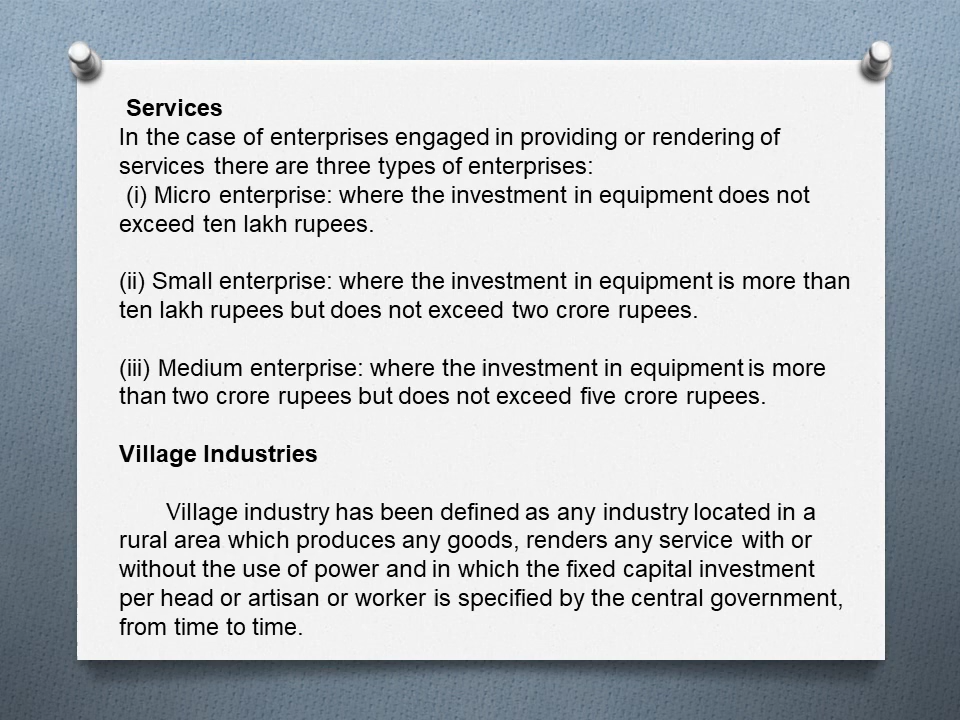 Services
In the case of enterprises engaged in providing or rendering of
services there are three types of enterprises:
(i) Micro enterprise: where the investment in equipment does not
exceed ten lakh rupees.
(ii) Small enterprise: where the investment in equipment is more than
ten lakh rupees but does not exceed two crore rupees.
(iii) Medium enterprise: where the investment in equipment is more
than two crore rupees but does not exceed five crore rupees.
Village Industries
Village industry has been defined as any industry located in a
rural area which produces any goods, renders any service with or
without the use of power and in which the fixed capital investment
per head or artisan or worker is specified by the central government,
from time to time.